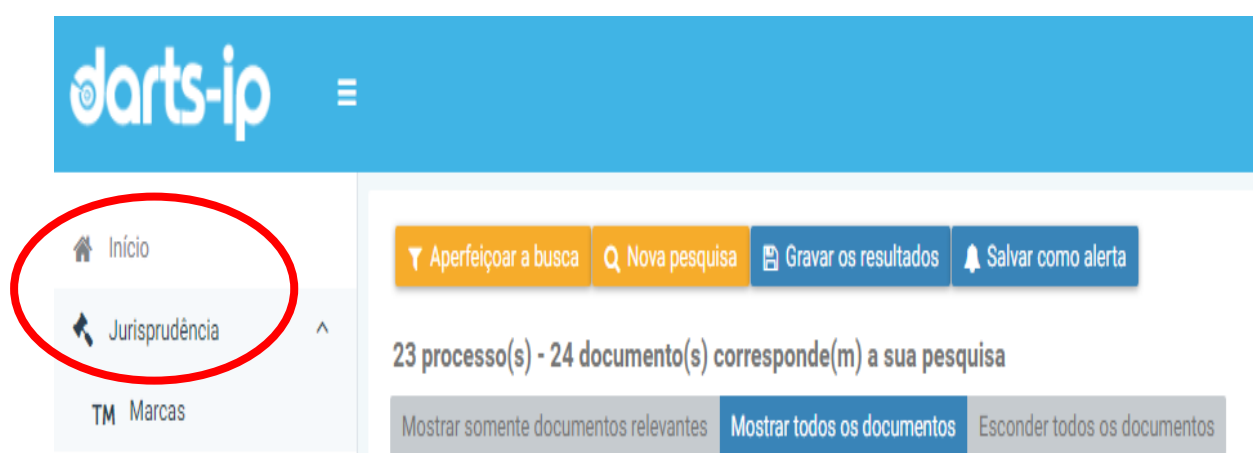 darts-ip
Início
Aperfeiçoar a busca Nova pesquisa Gravar os resultados Salvar como alerta
Jurisprudência
23 processo(s) - 24 documento(s) corresponde(m) a sua pesquisa
TM Marcas
Mostrar somente documentos relevantes Mostrar todos os documentos Esconder todos os documentos